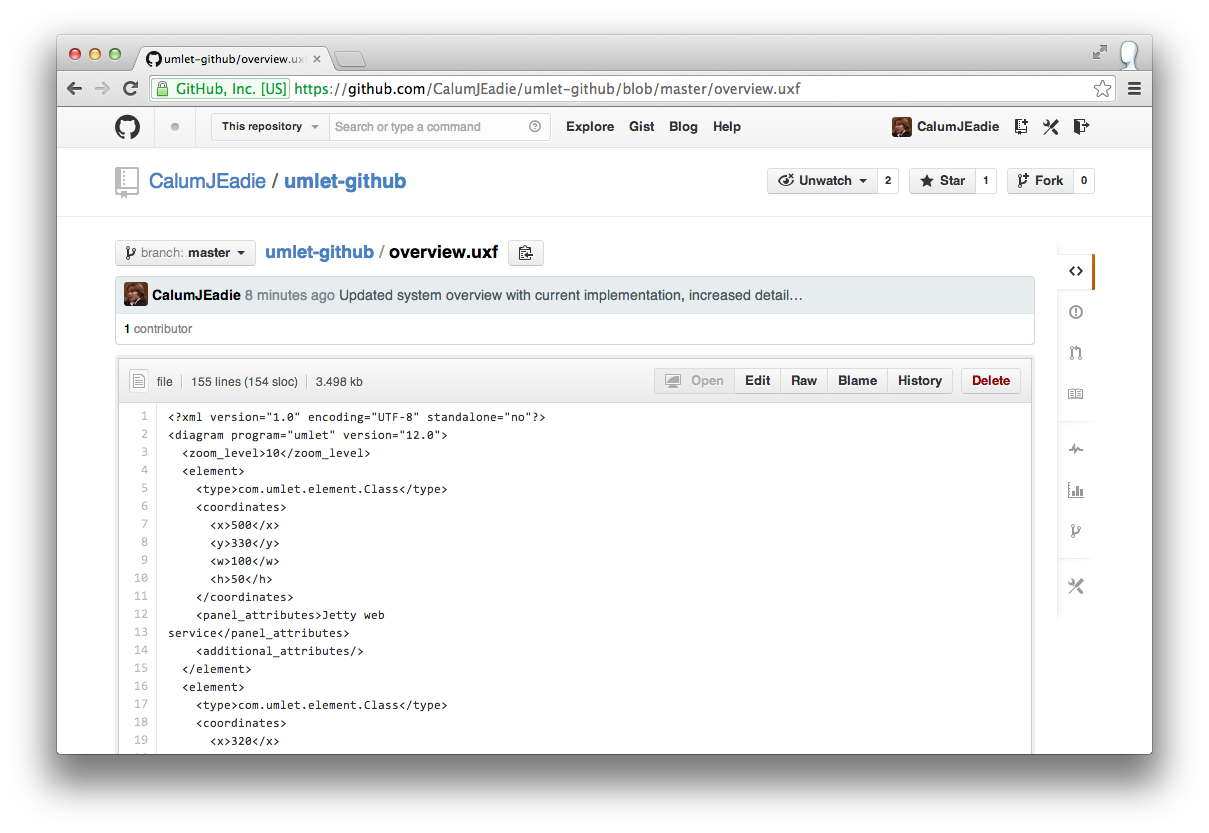 umlet-github/overview.ux
GitHub, Inc. [US] https://github.com/CalumJEadie/umlet-github/blob/master/overview.uxf
This repository Search or type a command Explore Gist Blog Help CalumJEadie
CalumJEadie / umlet-github Unwatch 2 Star 1 Fork 0
branch: master umlet-github / overview.uxf
CalumJEadie 8 minutes ago Updated system overview with current implementation, increased detail…
1 contributor
file 155 lines (154 sloc) 3.498 kb Open Edit Raw Blame History Delete
1 <?xml version="1.0" encoding="UTF-8" standalone="no"?>
2 <diagram program="umlet" version="12.0">
3 <zoom_level>10</zoom_level>
4 <element>
5 <type>com.umlet.element.Class</type>
6 <coordinates>
7 <x>500</x>
8 <y>330</y>
9 <w>100</w>
10 <h>50</h>
11 </coordinates>
12 <panel_attributes>Jetty web
13 service</panel_attributes>
14 <additional_attributes/>
15 </element>
16 <element>
17 <type>com.umlet.element.Class</type>
18 <coordinates>
19 <x>320</x>